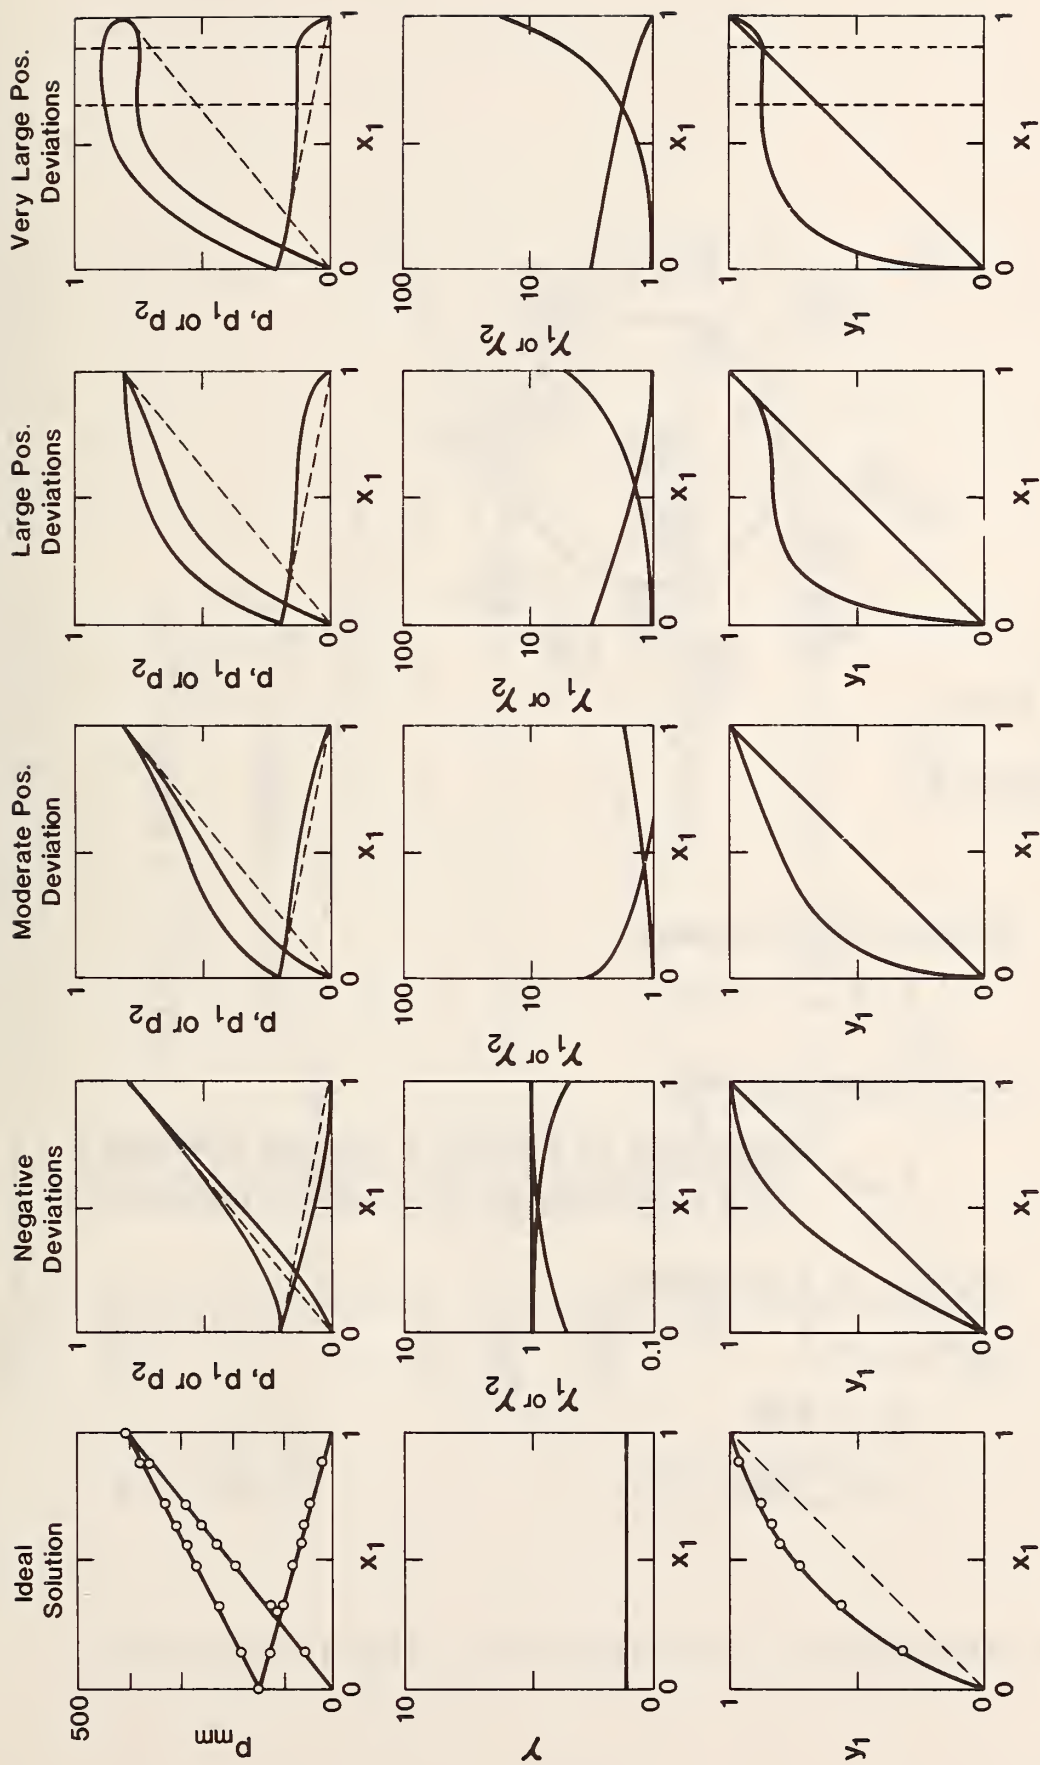 Ideal
Solution
Negative
Deviations
Moderate Pos.
Deviation
Large Pos.
Deviations
Very Large Pos.
Deviations
500
Pmm
0
0
1
x₁
1
p, p₁ or p₂
0
0
1
x₁
1
p, p₁ or p₂
0
0
1
x₁
1
p, p₁ or p₂
0
0
1
x₁
1
p, p₁ or p₂
0
0
1
x₁
10
1
γ
0
0
1
x₁
10
1
γ₁ or γ₂
0.1
0
1
x₁
100
10
γ₁ or γ₂
1
0
1
x₁
100
10
γ₁ or γ₂
1
0
1
x₁
100
10
γ₁ or γ₂
1
0
1
x₁
1
y₁
0
0
1
x₁
1
y₁
0
0
1
x₁
1
y₁
0
0
1
x₁
1
y₁
0
0
1
x₁
1
y₁
0
0
1
x₁